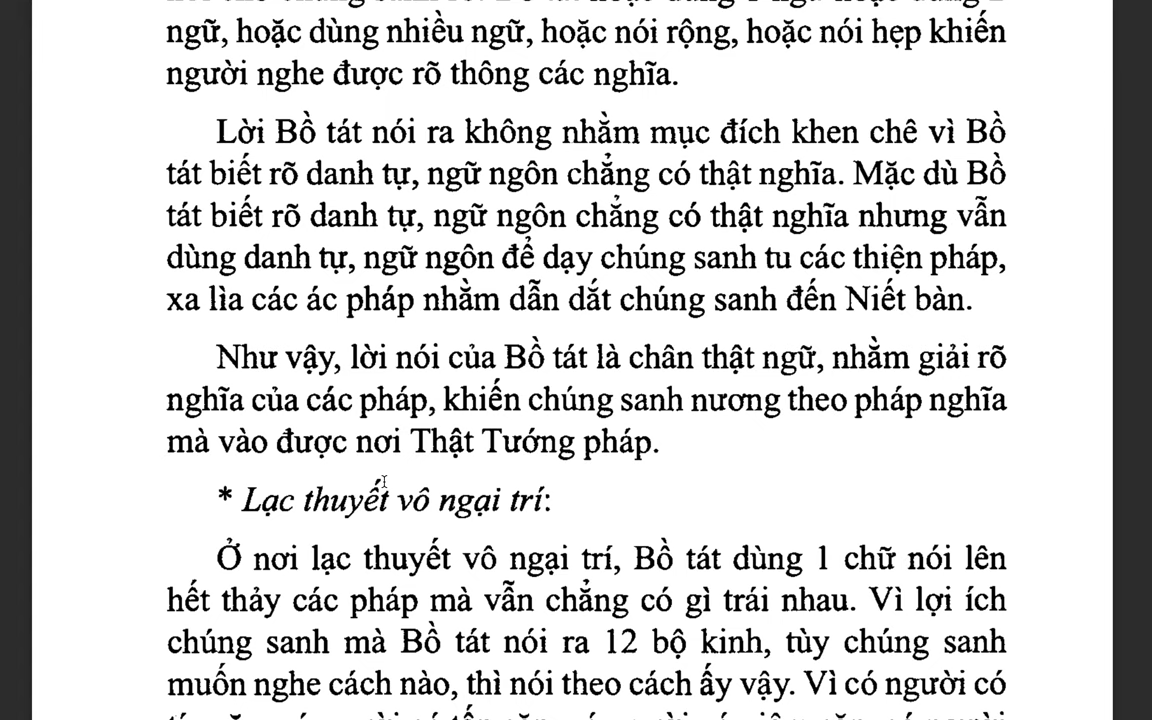 ngữ, hoặc dùng nhiều ngữ, hoặc nói rộng, hoặc nói hẹp khiến
người nghe được rõ thông các nghĩa.
Lời Bồ tát nói ra không nhằm mục đích khen chê vì Bồ
tát biết rõ danh tự, ngữ ngôn chẳng có thật nghĩa. Mặc dù Bồ
tát biết rõ danh tự, ngữ ngôn chẳng có thật nghĩa nhưng vẫn
dùng danh tự, ngữ ngôn để dạy chúng sanh tu các thiện pháp,
xa lìa các ác pháp nhằm dẫn dắt chúng sanh đến Niết bàn.
Như vậy, lời nói của Bồ tát là chân thật ngữ, nhằm giải rõ
nghĩa của các pháp, khiến chúng sanh nương theo pháp nghĩa
mà vào được nơi Thật Tướng pháp.
* Lạc thuyết vô ngại trí:
Ở nơi lạc thuyết vô ngại trí, Bồ tát dùng 1 chữ nói lên
hết thảy các pháp mà vẫn chẳng có gì trái nhau. Vì lợi ích
chúng sanh mà Bồ tát nói ra 12 bộ kinh, tùy chúng sanh
muốn nghe cách nào, thì nói theo cách ấy vậy. Vì có người có